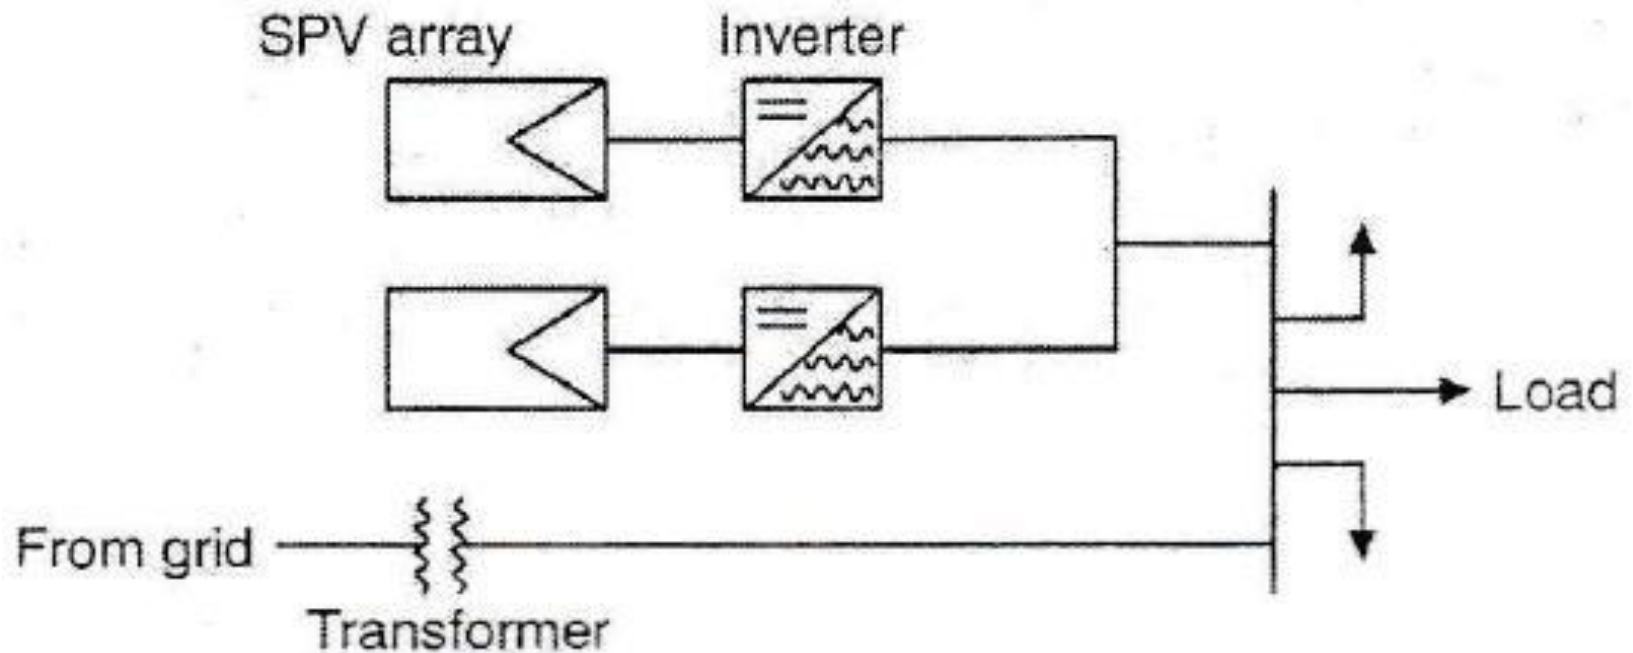 SPV array
Inverter
Load
From grid
Transformer